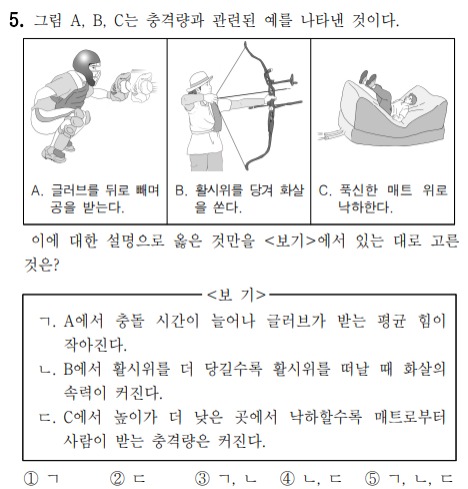 5. 그림 A, B, C는 충격량과 관련된 예를 나타낸 것이다.
A. 글러브를 뒤로 빼며
공을 받는다.
B. 활시위를 당겨 화살
을 쏜다.
C. 푹신한 매트 위로
낙하한다.
이에 대한 설명으로 옳은 것만을 <보기>에서 있는 대로 고른
것은?
<보 기>
ㄱ. A에서 충돌 시간이 늘어나 글러브가 받는 평균 힘이
작아진다.
ㄴ. B에서 활시위를 더 당길수록 활시위를 떠날 때 화살의
속력이 커진다.
ㄷ. C에서 높이가 더 낮은 곳에서 낙하할수록 매트로부터
사람이 받는 충격량은 커진다.
① ㄱ ② ㄷ ③ ㄱ, ㄴ ④ ㄴ, ㄷ ⑤ ㄱ, ㄴ, ㄷ